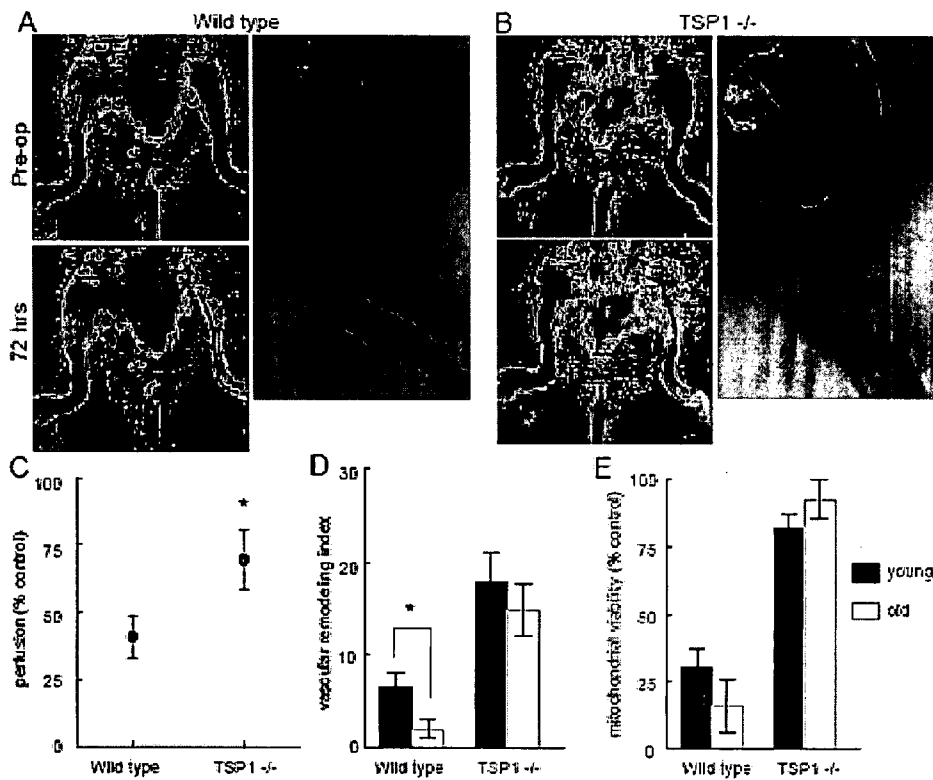 A
Wild type
B
TSP1 -/-
Pre-op
72 hrs
C
perfusion (% control)
100
75
50
25
0
*
Wild type
TSP1 -/-
D
vascular remodeling index
30
20
10
0
*
Wild type
TSP1 -/-
E
mitochondrial viability (% control)
100
75
50
25
0
Wild type
TSP1 -/-
young
old